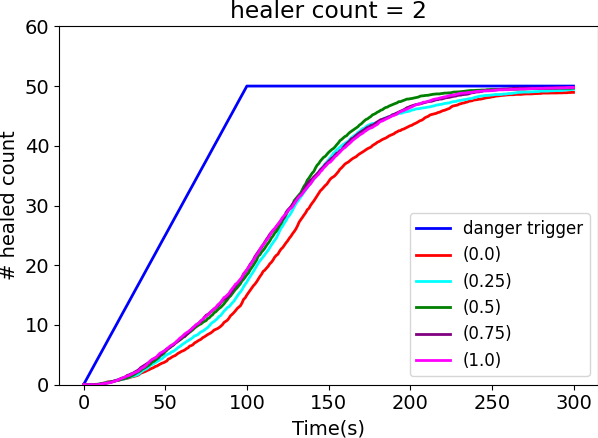 healer count = 2
# healed count
60
50
40
30
20
10
0
0 50 100 150 200 250 300
Time(s)
danger trigger
(0.0)
(0.25)
(0.5)
(0.75)
(1.0)